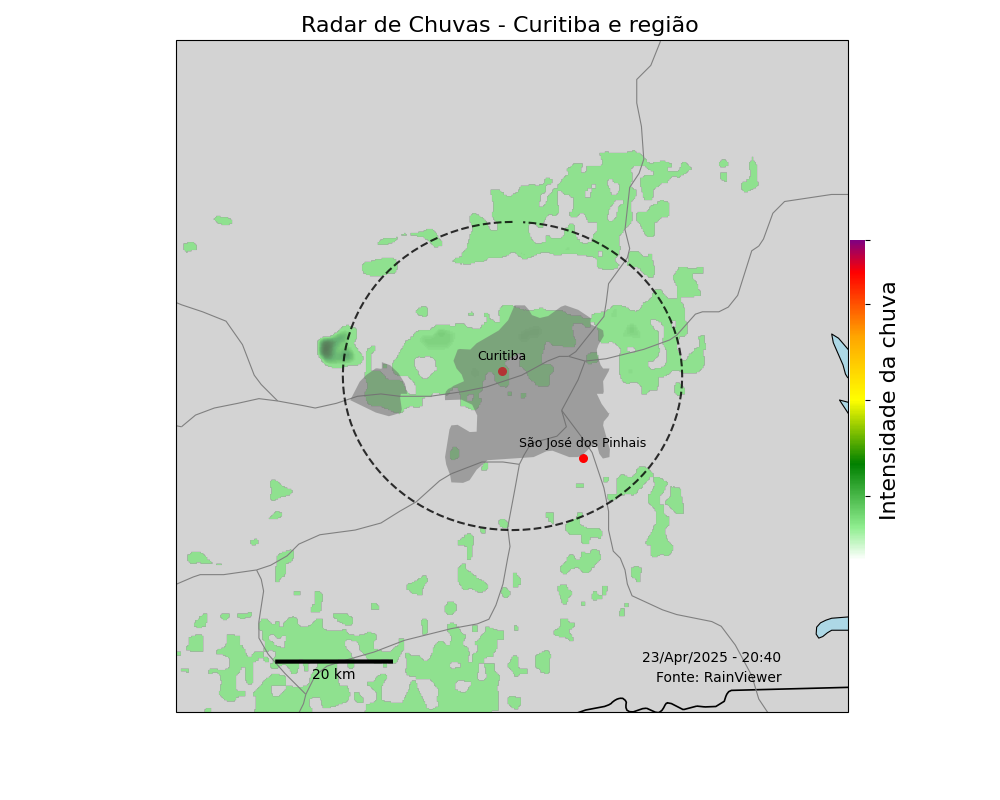 Radar de Chuvas - Curitiba e região
Curitiba
São José dos Pinhais
Intensidade da chuva
23/Apr/2025 - 20:40
20 km
Fonte: RainViewer